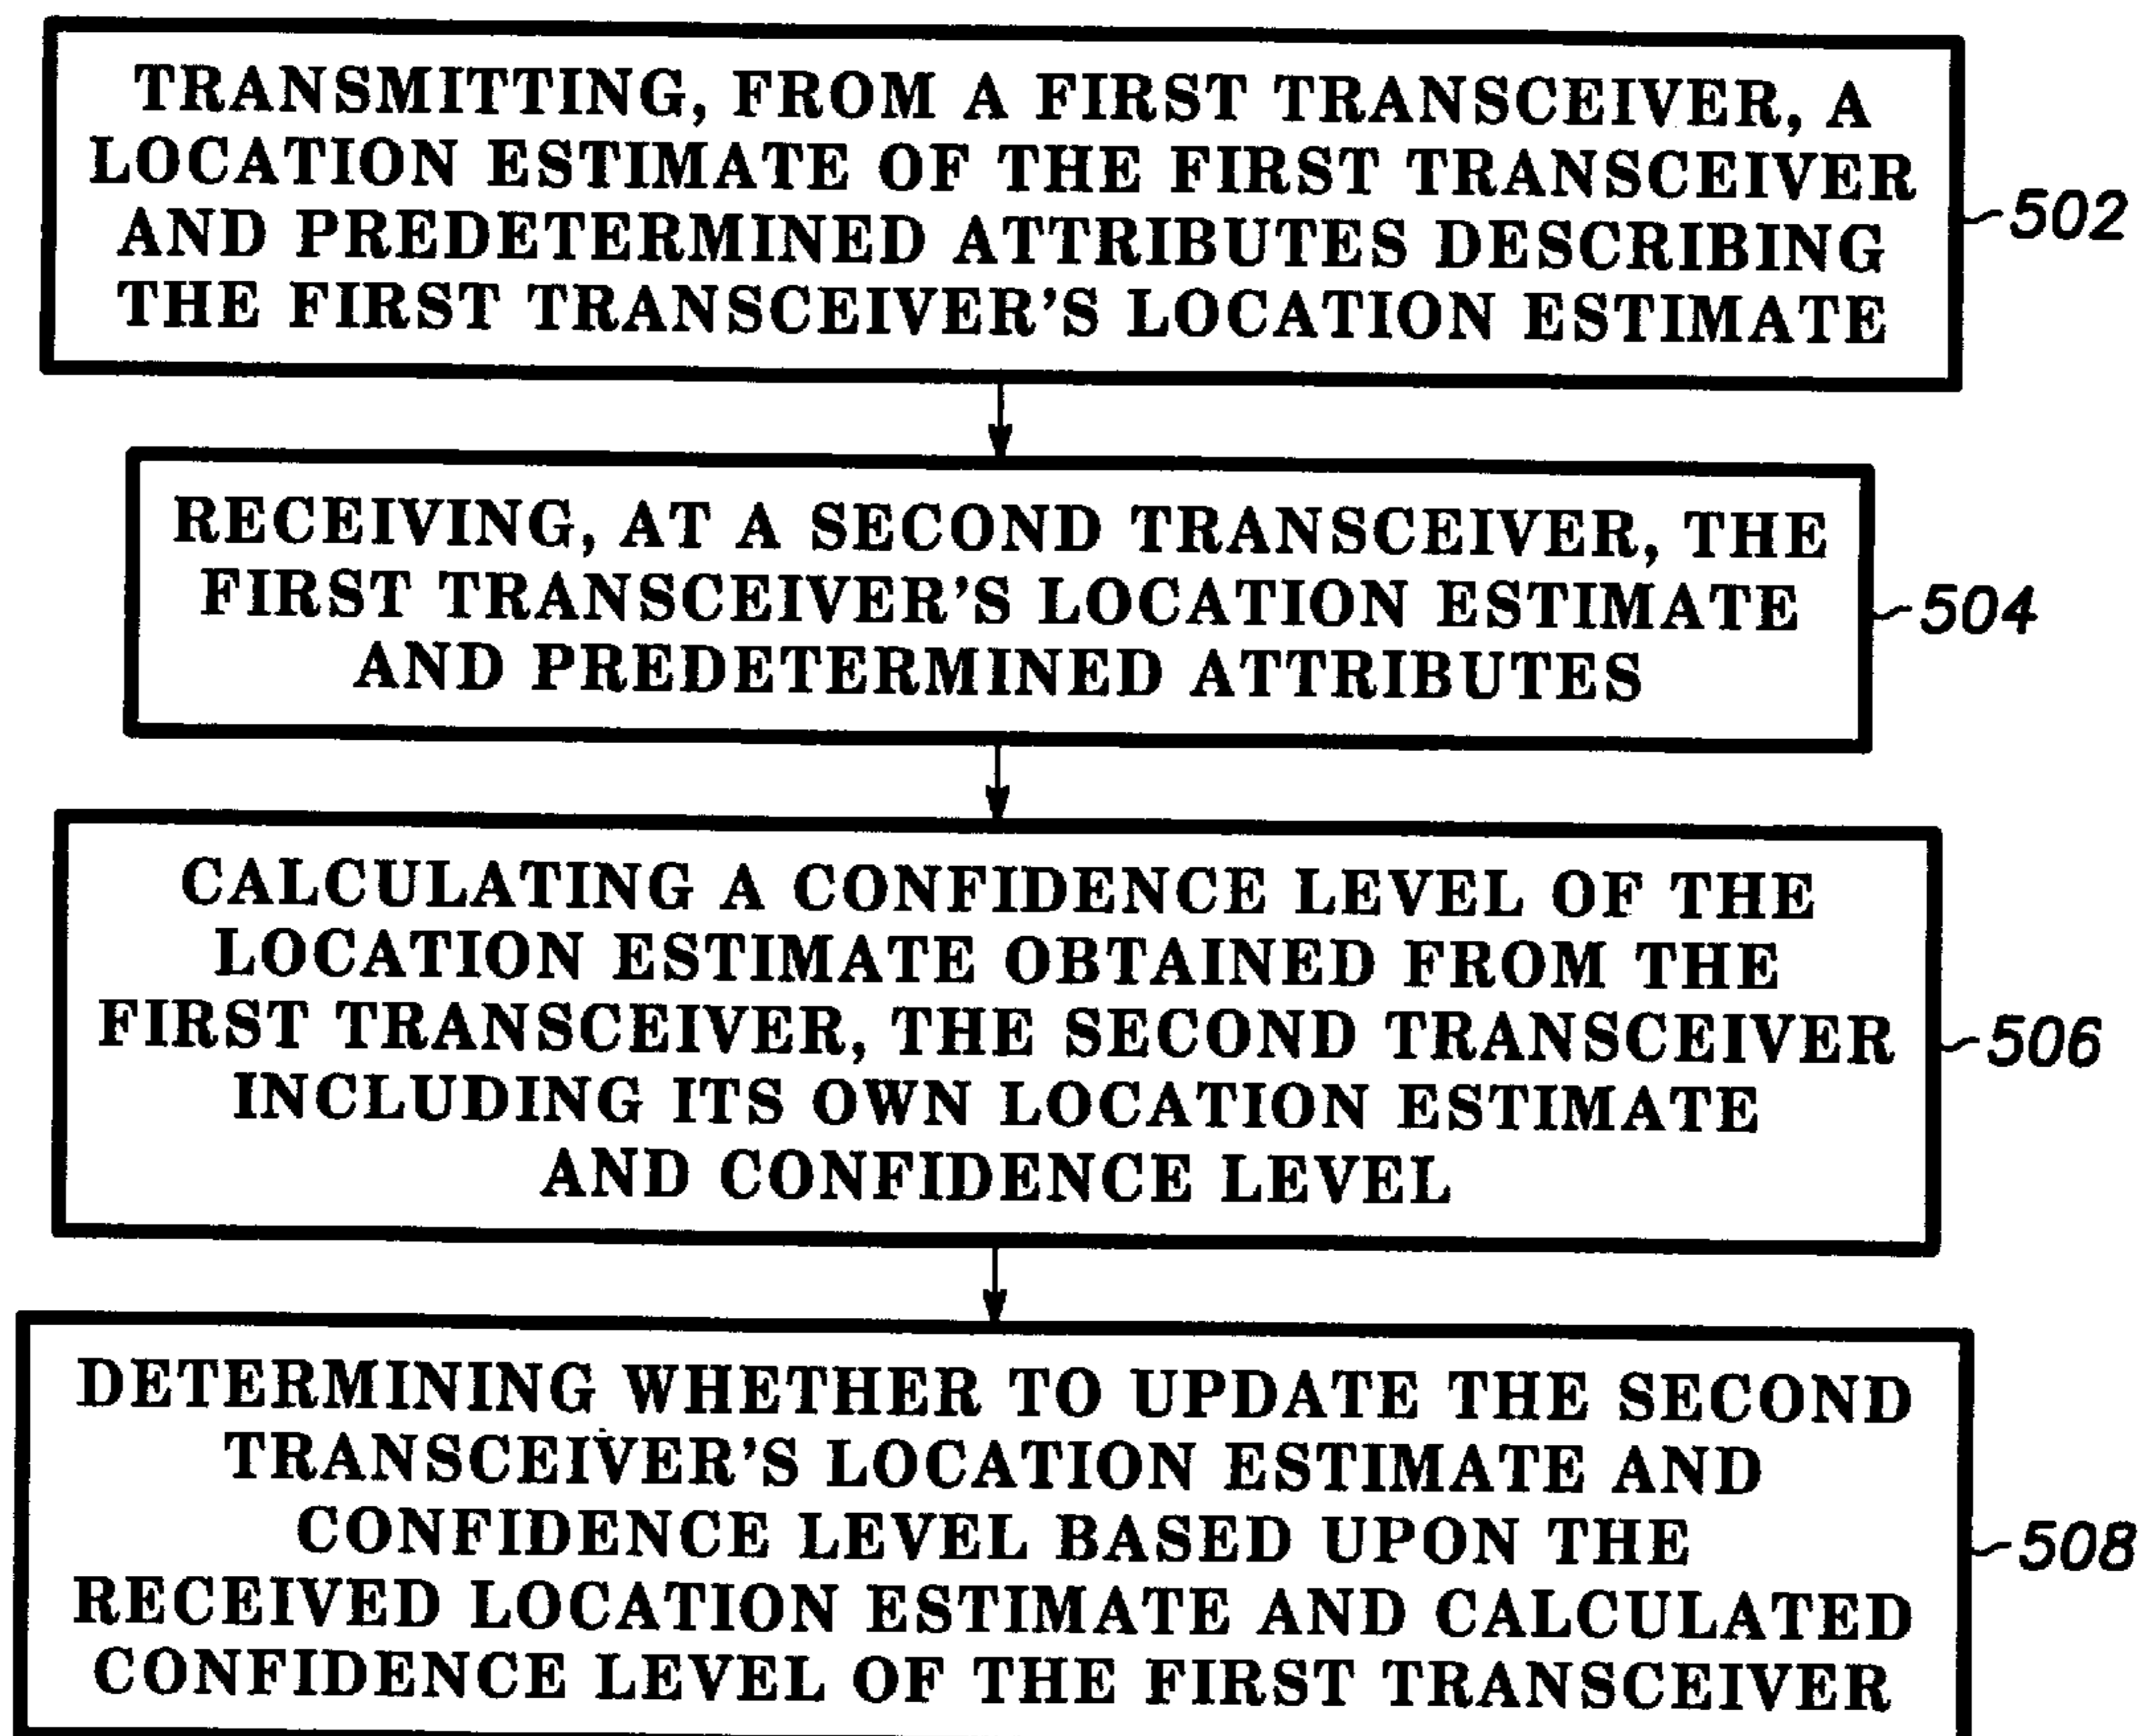 TRANSMITTING, FROM A FIRST TRANSCEIVER, A
LOCATION ESTIMATE OF THE FIRST TRANSCEIVER
AND PREDETERMINED ATTRIBUTES DESCRIBING
THE FIRST TRANSCEIVER'S LOCATION ESTIMATE
502
RECEIVING, AT A SECOND TRANSCEIVER, THE
FIRST TRANSCEIVER'S LOCATION ESTIMATE
AND PREDETERMINED ATTRIBUTES
504
CALCULATING A CONFIDENCE LEVEL OF THE
LOCATION ESTIMATE OBTAINED FROM THE
FIRST TRANSCEIVER, THE SECOND TRANSCEIVER
INCLUDING ITS OWN LOCATION ESTIMATE
AND CONFIDENCE LEVEL
506
DETERMINING WHETHER TO UPDATE THE SECOND
TRANSCEIVER'S LOCATION ESTIMATE AND
CONFIDENCE LEVEL BASED UPON THE
RECEIVED LOCATION ESTIMATE AND CALCULATED
CONFIDENCE LEVEL OF THE FIRST TRANSCEIVER
508